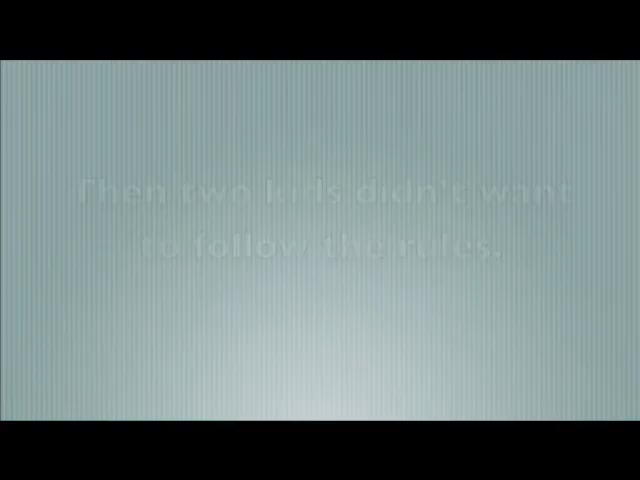 Then two kids didn't want
to follow the rules.